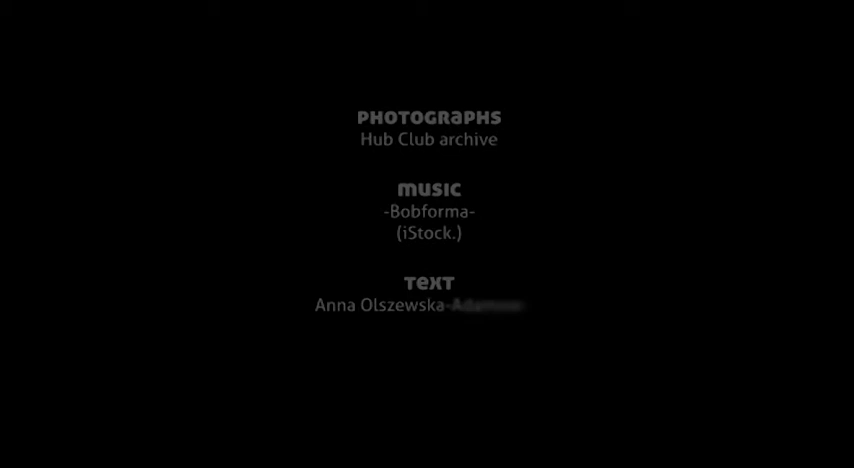 PHOTOGRAPHS
Hub Club archive
MUSIC
-Bobforma-
(iStock.)
TEXT
Anna Olszewska-